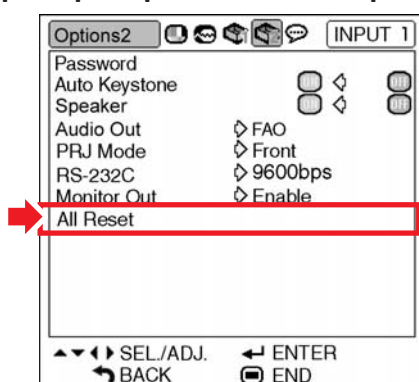 Options2 INPUT 1
Password
Auto Keystone
Speaker
Audio Out FAO
PRJ Mode Front
RS-232C 9600bps
Monitor Out Enable
All Reset
SEL./ADJ. ENTER
BACK END